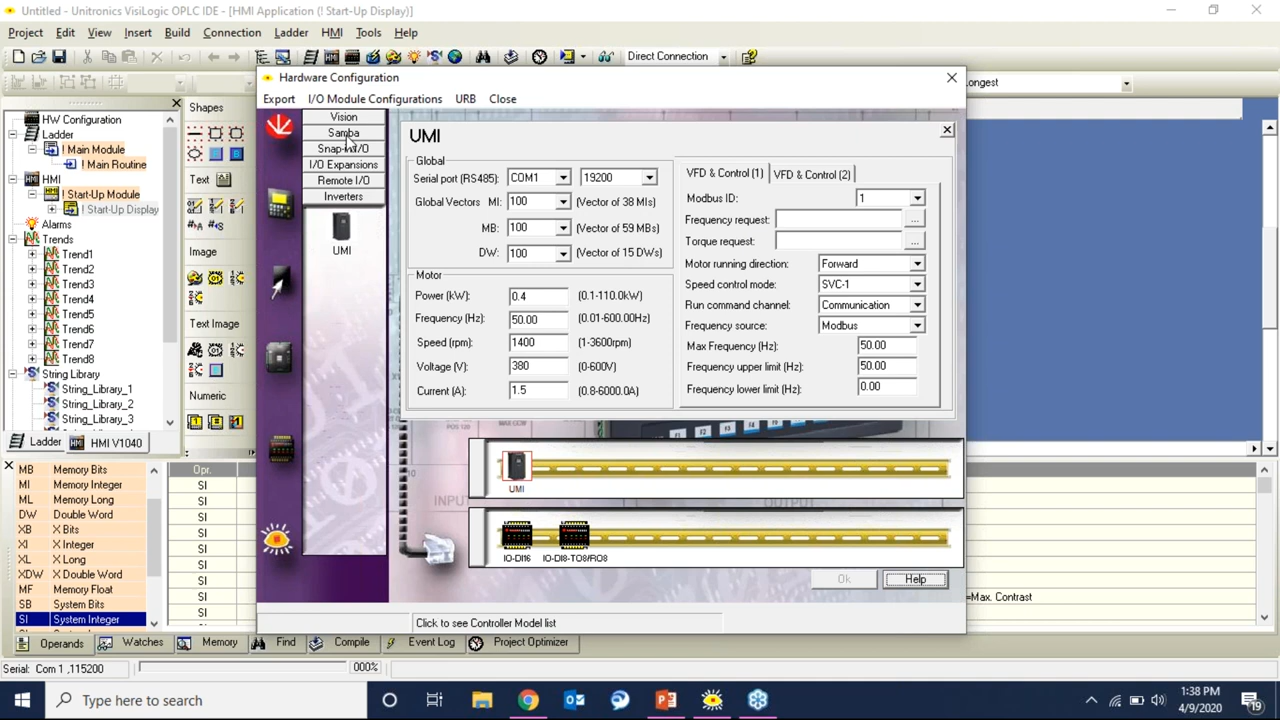 Untitled - Unitronics VisiLogic OPLC IDE - [HMI Application (! Start-Up Display)]
Project Edit View Insert Build Connection Ladder HMI Tools Help
Direct Connection
Hardware Configuration
Export I/O Module Configurations URB Close
Longest
HW Configuration
Ladder
! Main Module
! Main Routine
HMI
! Start-Up Module
! Start-Up Display
Alarms
Trends
Trend1
Trend2
Trend3
Trend4
Trend5
Trend6
Trend7
Trend8
String Library
String_Library_1
String_Library_2
String_Library_3
Ladder HMI V1040
Shapes
Text
Image
Text Image
Numeric
Vision
Samba
Snap-in I/O
I/O Expansions
Remote I/O
Inverters
UMI
UMI
Global
Serial port (RS485): COM1 19200
Global Vectors MI: 100 (Vector of 38 MIs)
MB: 100 (Vector of 59 MBs)
DW: 100 (Vector of 15 DWs)
Motor
Power (kW): 0.4 (0.1-110.0kW)
Frequency (Hz): 50.00 (0.01-600.00Hz)
Speed (rpm): 1400 (1-3600rpm)
Voltage (V): 380 (0-600V)
Current (A): 1.5 (0.8-6000.0A)
VFD & Control (1) VFD & Control (2)
Modbus ID: 1
Frequency request: ...
Torque request: ...
Motor running direction: Forward
Speed control mode: SVC-1
Run command channel: Communication
Frequency source: Modbus
Max Frequency (Hz): 50.00
Frequency upper limit (Hz): 50.00
Frequency lower limit (Hz): 0.00
POS 120
F1 F2
INPUT
OUTPUT
UMI
IO-DI16 IO-DI8-TO8/RO8
Ok Help
Click to see Controller Model list
MB Memory Bits
MI Memory Integer
ML Memory Long
DW Double Word
XB X Bits
XI X Integer
XL X Long
XDW X Double Word
MF Memory Float
SB System Bits
SI System Integer
Opr.
SI
SI
SI
SI
SI
SI
SI
SI
SI
=Max. Contrast
Operands Watches Memory Find Compile Event Log Project Optimizer
Serial: Com 1 ,115200 000%
Type here to search
1:38 PM
4/9/2020
19